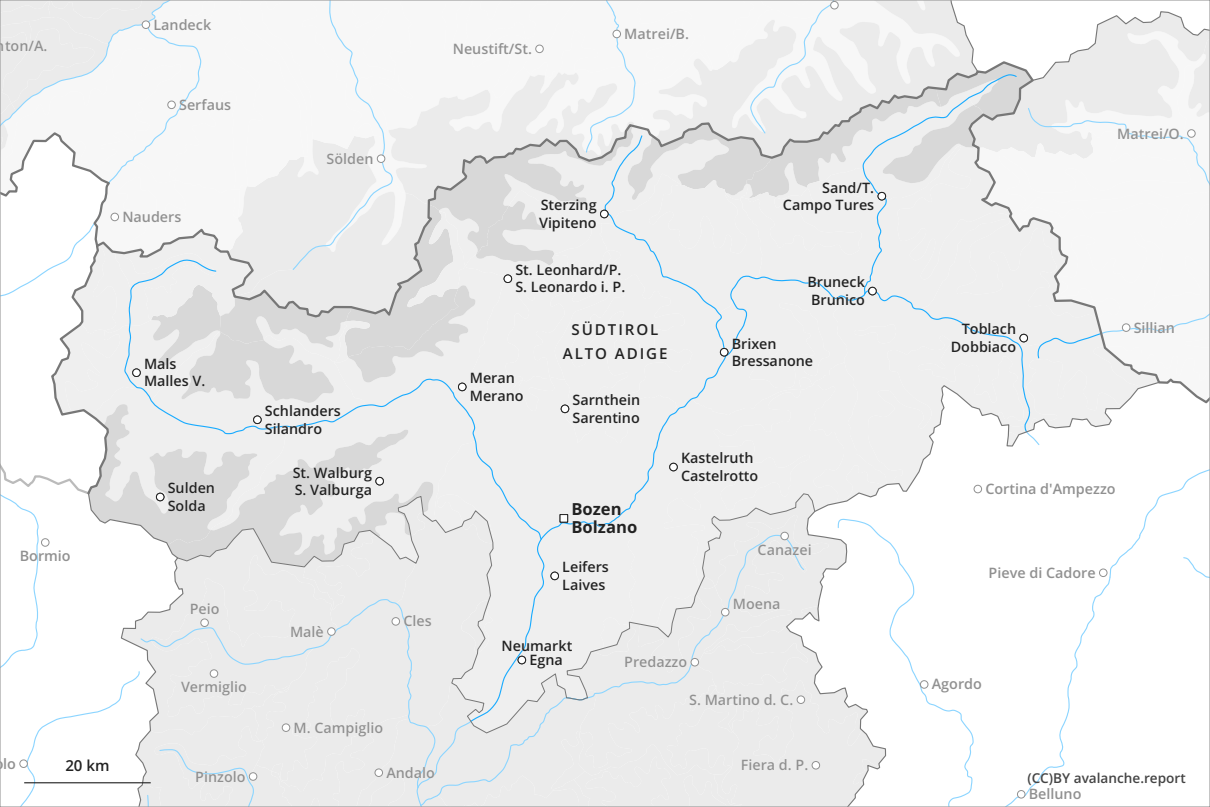 Landeck
nton/A.
Neustift/St.
Matrei/B.
Serfaus
Matrei/O.
Sölden
Nauders
Sand/T.
Campo Tures
Sterzing
Vipiteno
St. Leonhard/P.
S. Leonardo i. P.
Bruneck
Brunico
SÜDTIROL
ALTO ADIGE
Toblach
Dobbiaco
Sillian
Brixen
Bressanone
Mals
Malles V.
Meran
Merano
Sarnthein
Sarentino
Schlanders
Silandro
Kastelruth
Castelrotto
St. Walburg
S. Valburga
Sulden
Solda
Cortina d'Ampezzo
Bozen
Bolzano
Bormio
Canazei
Leifers
Laives
Pieve di Cadore
Peio
Moena
Malè
Cles
Neumarkt
Egna
Predazzo
Vermiglio
Agordo
S. Martino d. C.
M. Campiglio
20 km
olo
Pinzolo
Andalo
Fiera d. P.
(CC)BY avalanche.report
Belluno